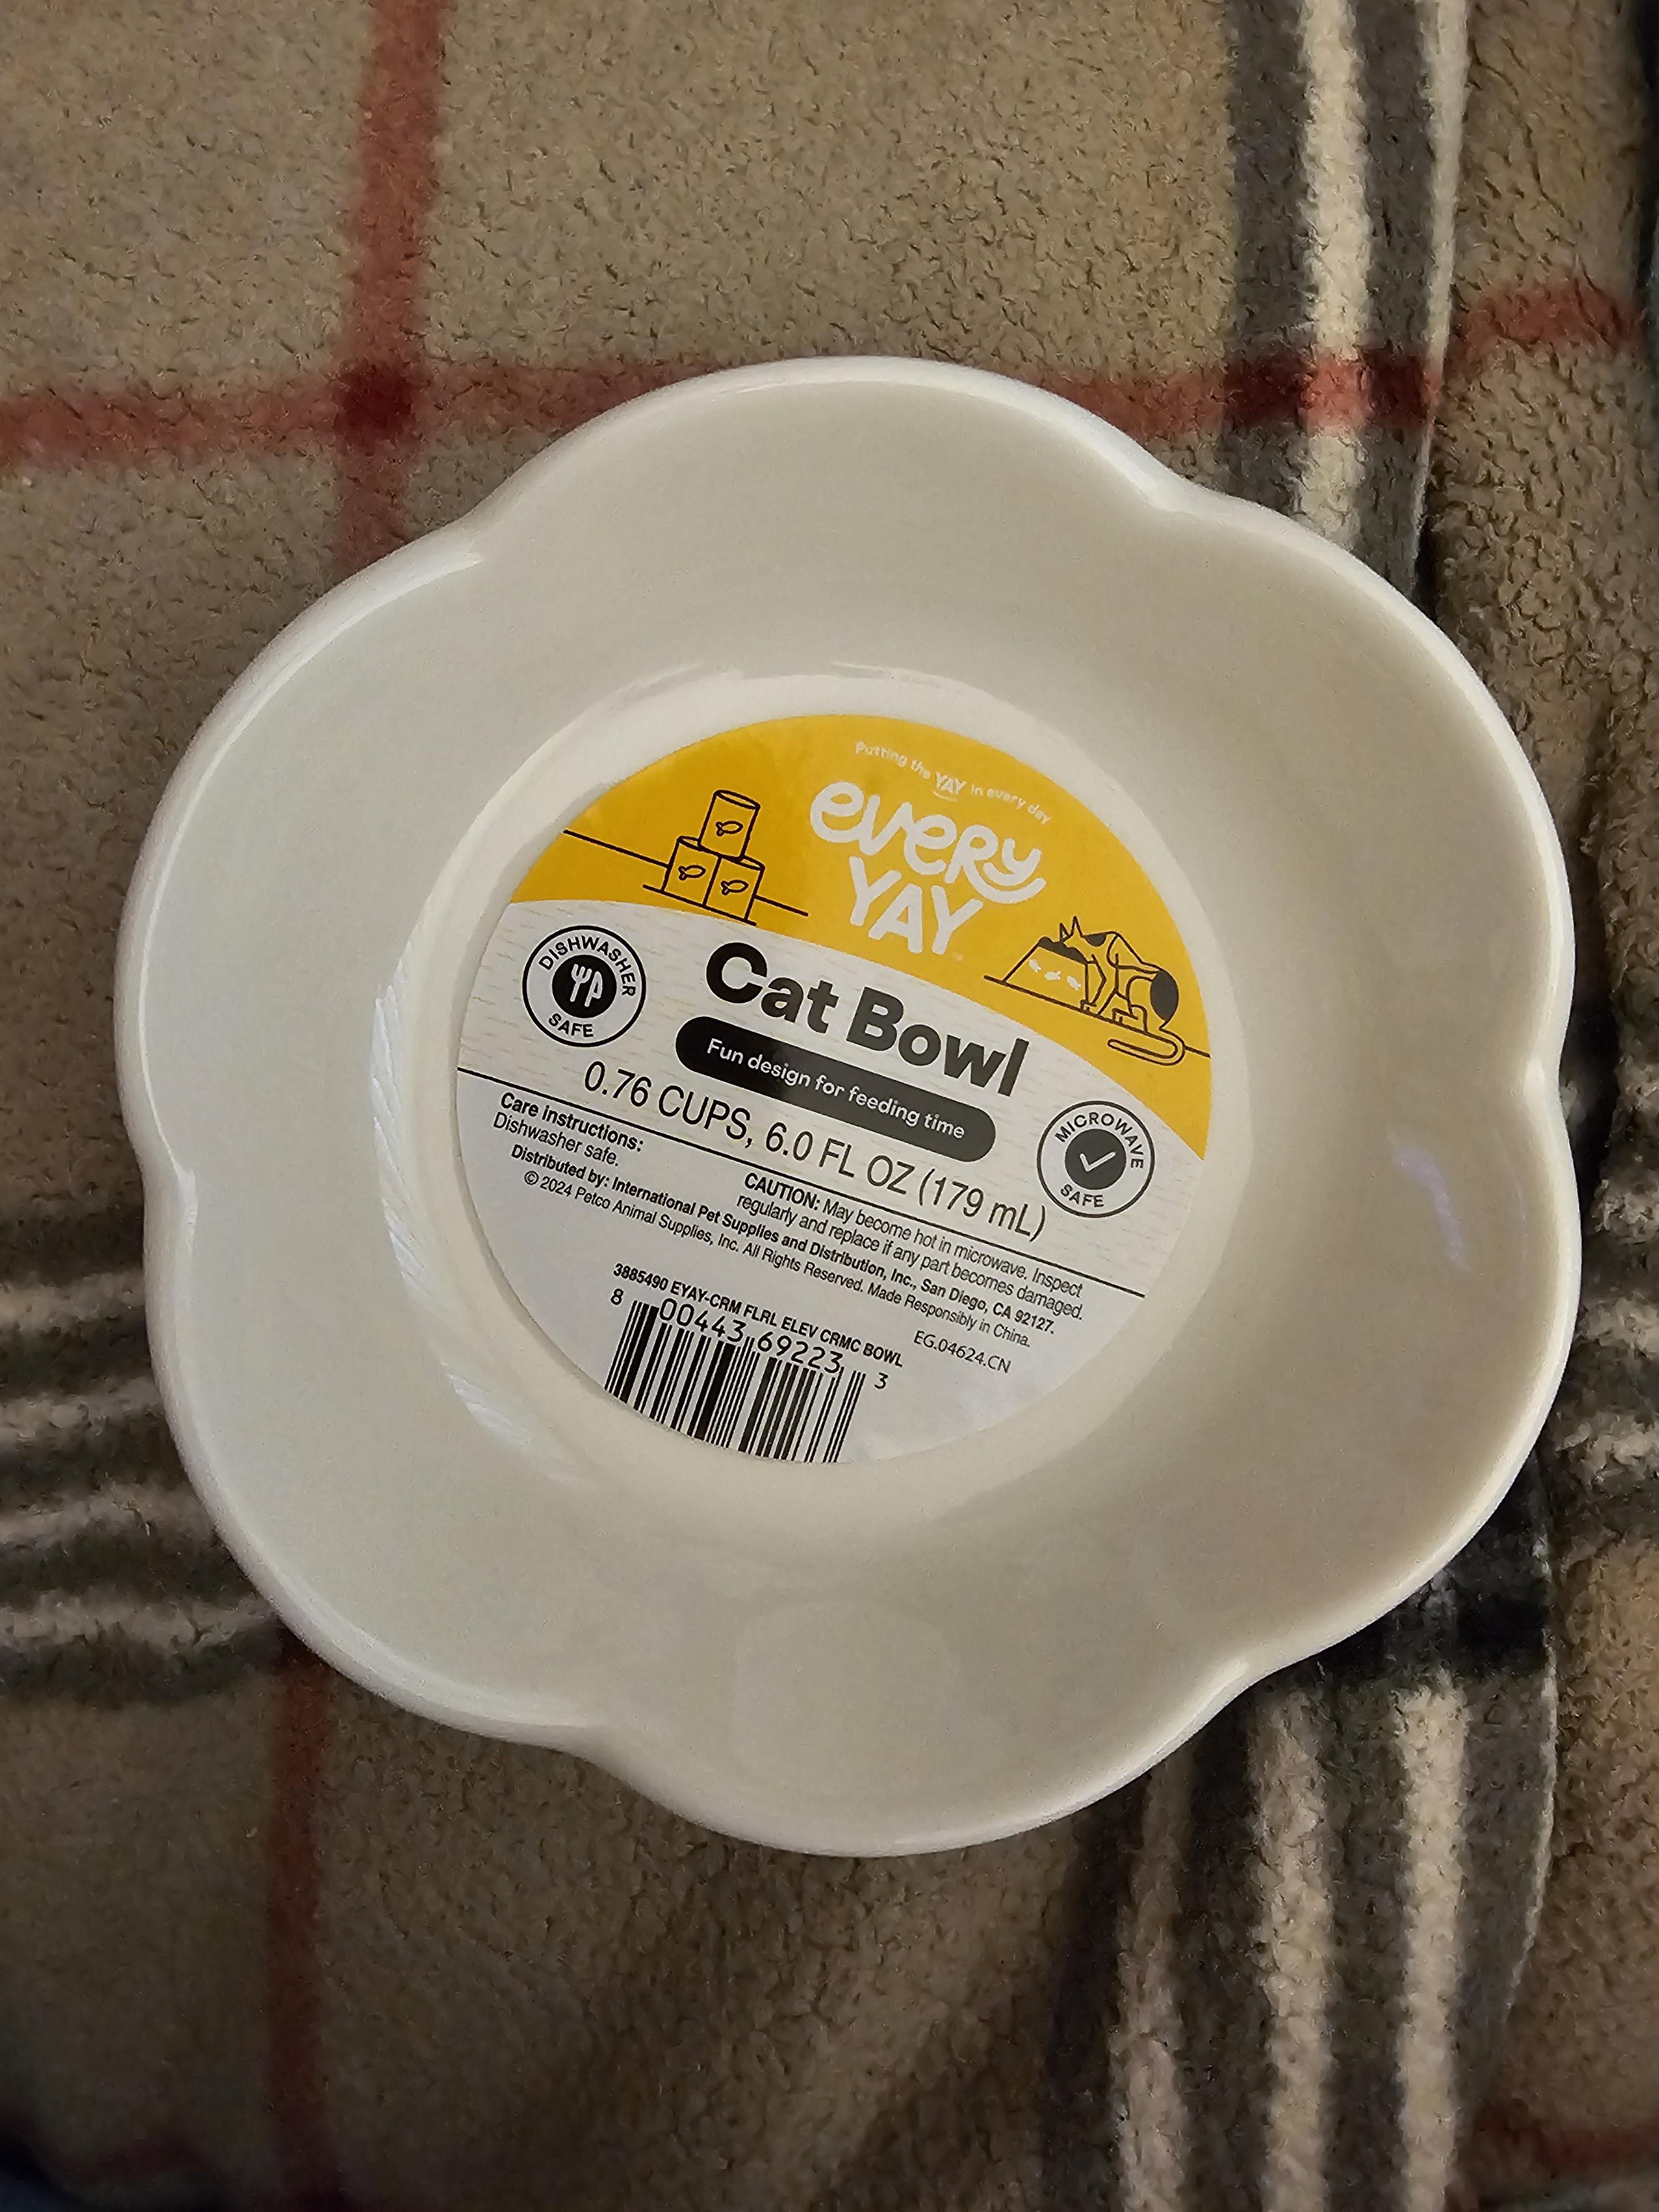 Putting the YAY in every day
every
YAY
DISHWASHER
SAFE
Cat Bowl
Fun design for feeding time
0.76 CUPS, 6.0 FL OZ (179 mL)
MICROWAVE
SAFE
Care Instructions:
Dishwasher safe.
CAUTION: May become hot in microwave. Inspect
regularly and replace if any part becomes damaged.
Distributed by: International Pet Supplies and Distribution, Inc., San Diego, CA 92127.
© 2024 Petco Animal Supplies, Inc. All Rights Reserved. Made Responsibly in China.
EG.04624.CN
3885490 EYAY-CRM FLRL ELEV CRMC BOWL
8 00443 69223 3